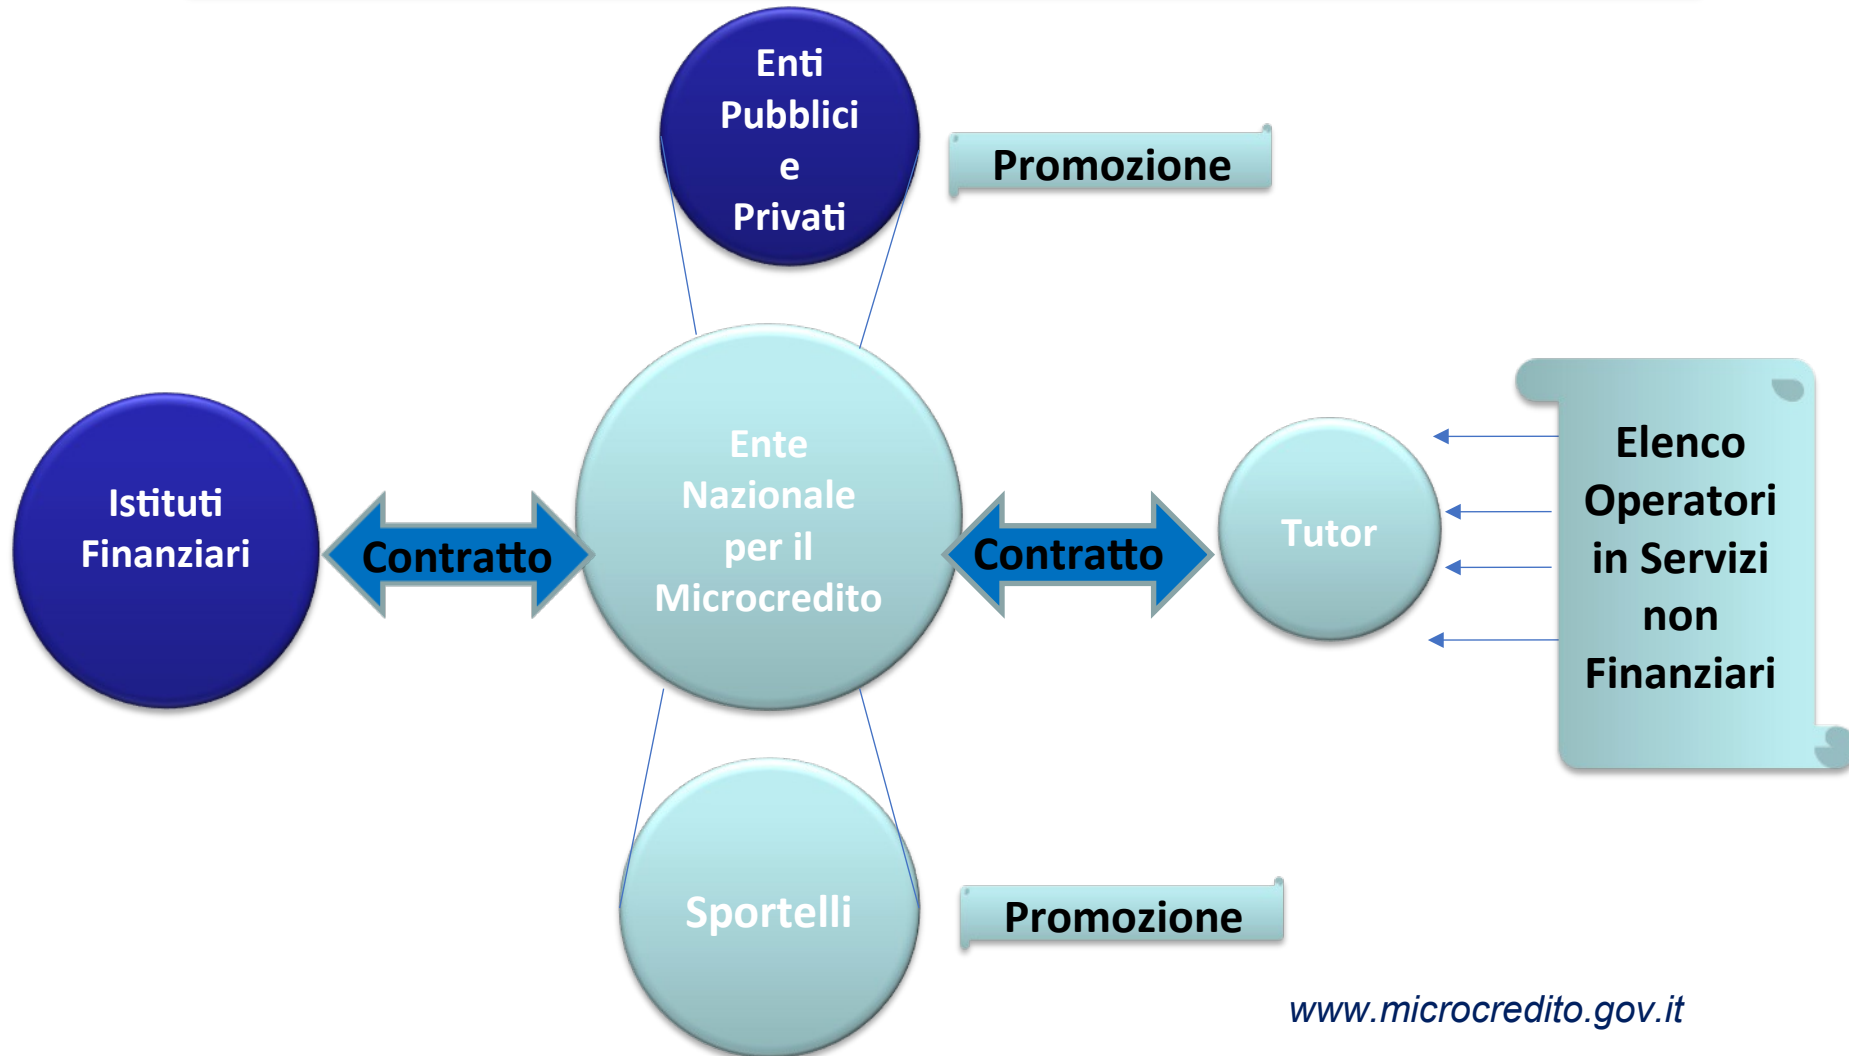 Enti
Pubblici
e
Privati
Promozione
Istituti
Finanziari
Contratto
Ente
Nazionale
per il
Microcredito
Contratto
Tutor
Elenco
Operatori
in Servizi
non
Finanziari
Sportelli
Promozione
www.microcredito.gov.it